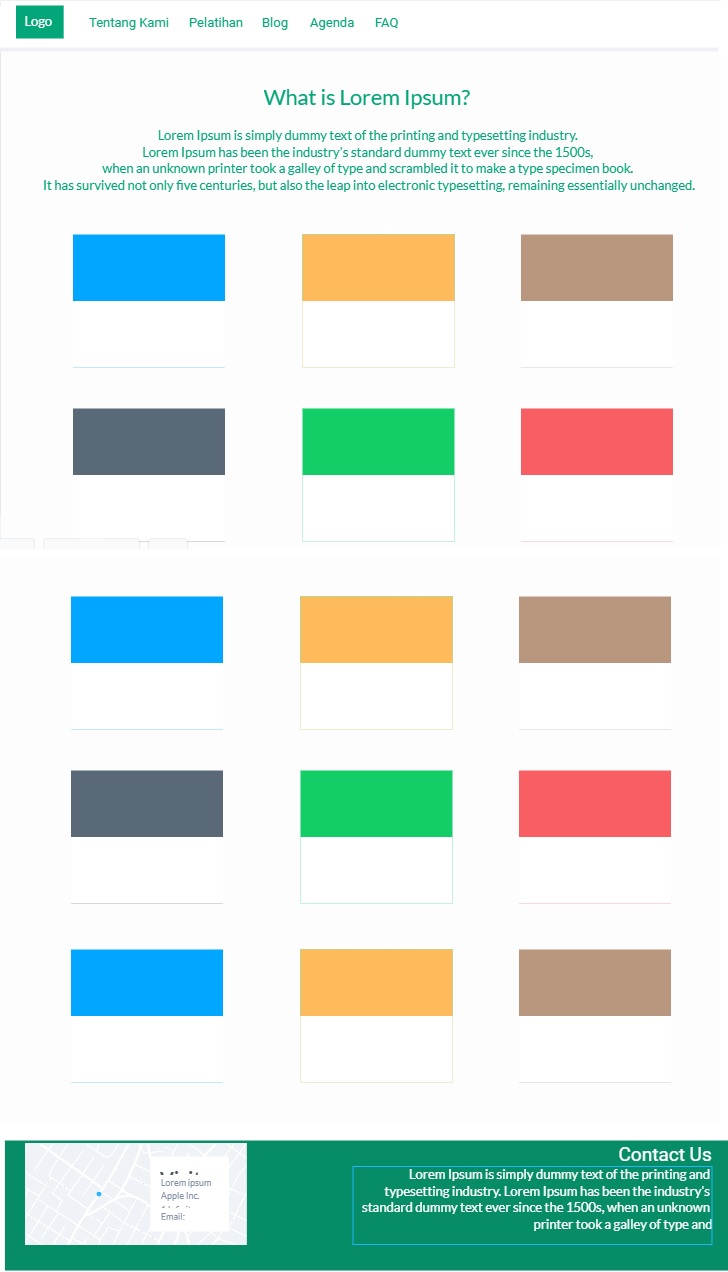 Logo
Tentang Kami Pelatihan Blog Agenda FAQ
What is Lorem Ipsum?
Lorem Ipsum is simply dummy text of the printing and typesetting industry.
Lorem Ipsum has been the industry's standard dummy text ever since the 1500s,
when an unknown printer took a galley of type and scrambled it to make a type specimen book.
It has survived not only five centuries, but also the leap into electronic typesetting, remaining essentially unchanged.
Lorem ipsum
Apple Inc.
Email:
Contact Us
Lorem Ipsum is simply dummy text of the printing and
typesetting industry. Lorem Ipsum has been the industry's
standard dummy text ever since the 1500s, when an unknown
printer took a galley of type and